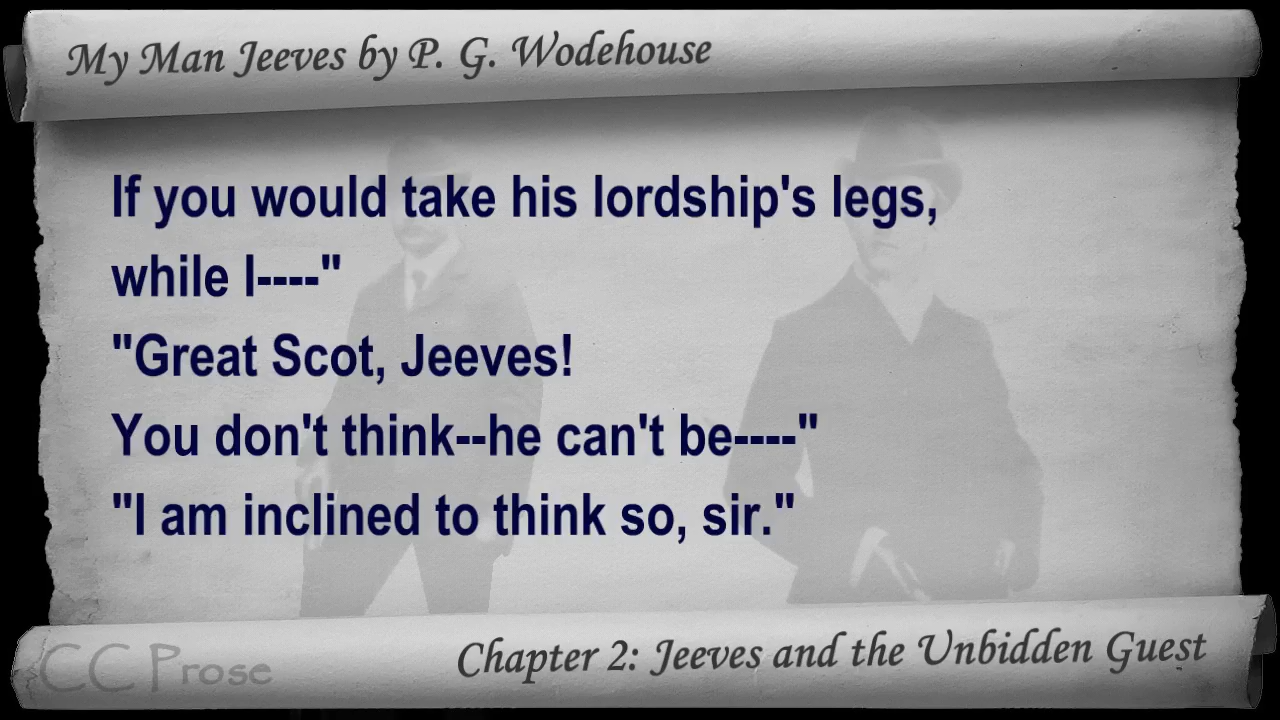 My Man Jeeves by P. G. Wodehouse
If you would take his lordship's legs,
while I----"
"Great Scot, Jeeves!
You don't think--he can't be----"
"I am inclined to think so, sir."
CC Prose
Chapter 2: Jeeves and the Unbidden Guest